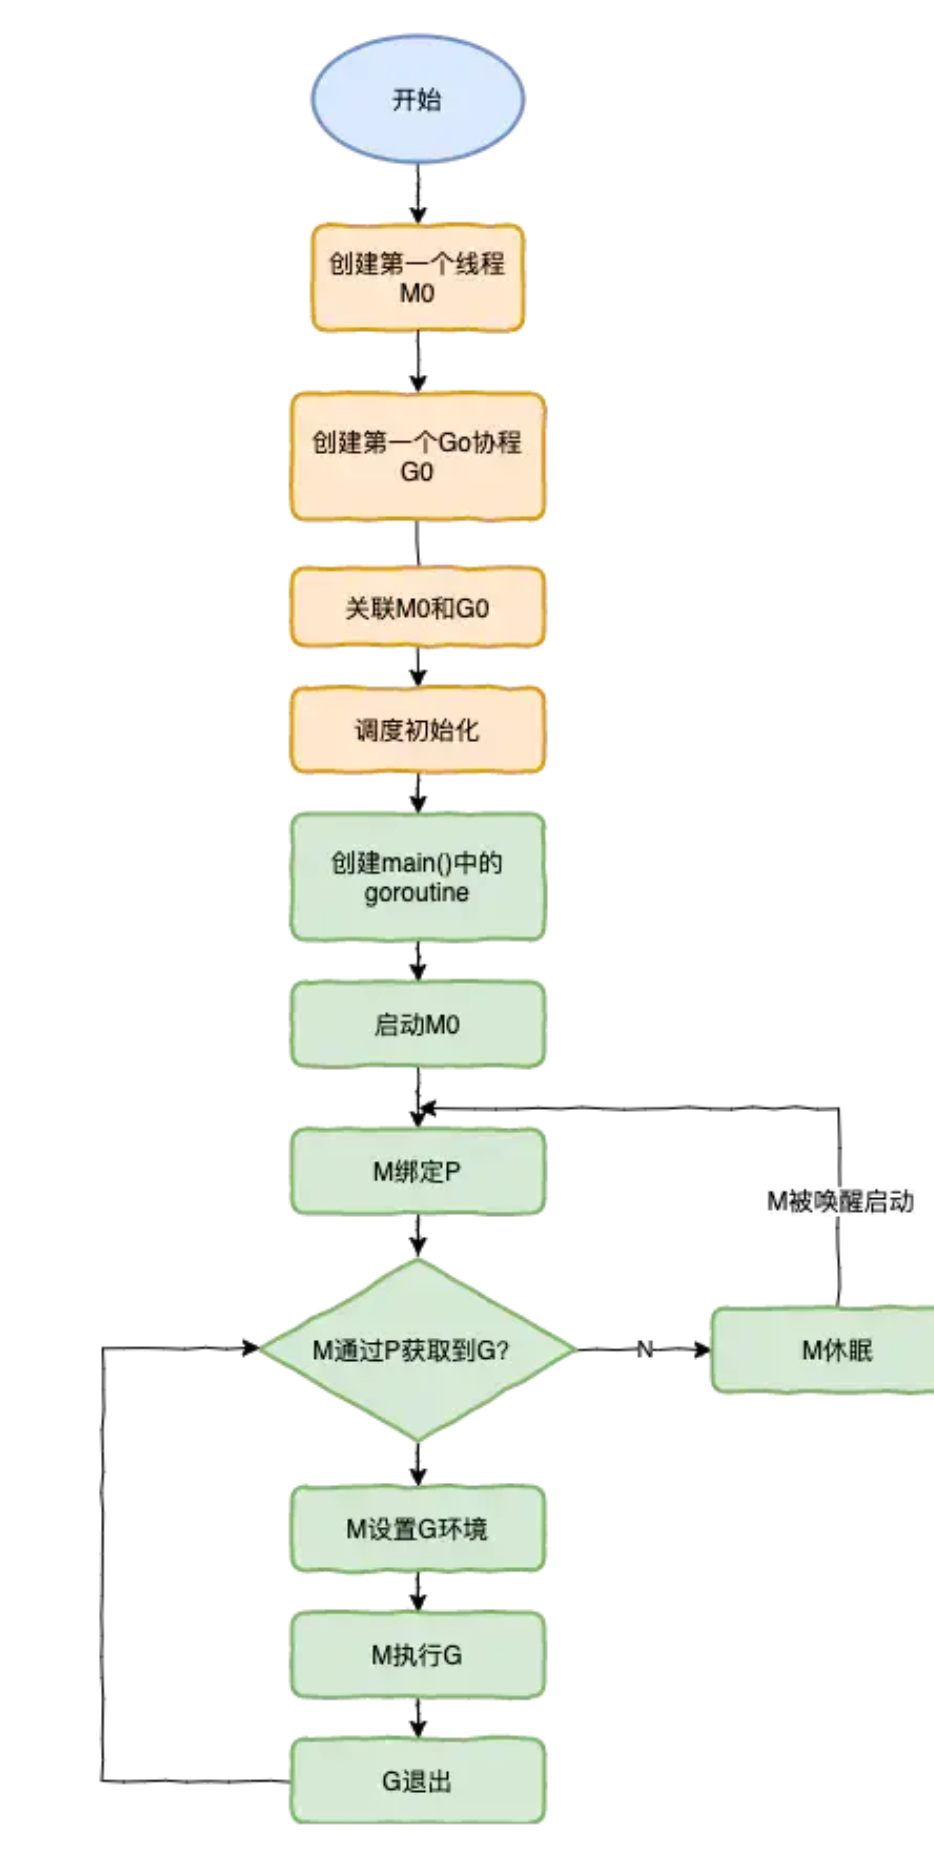 开始
创建第一个线程
M0
创建第一个Go协程
G0
关联M0和G0
调度初始化
创建main()中的
goroutine
启动M0
M绑定P
M被唤醒启动
M通过P获取到G?
N
M休眠
M设置G环境
M执行G
G退出